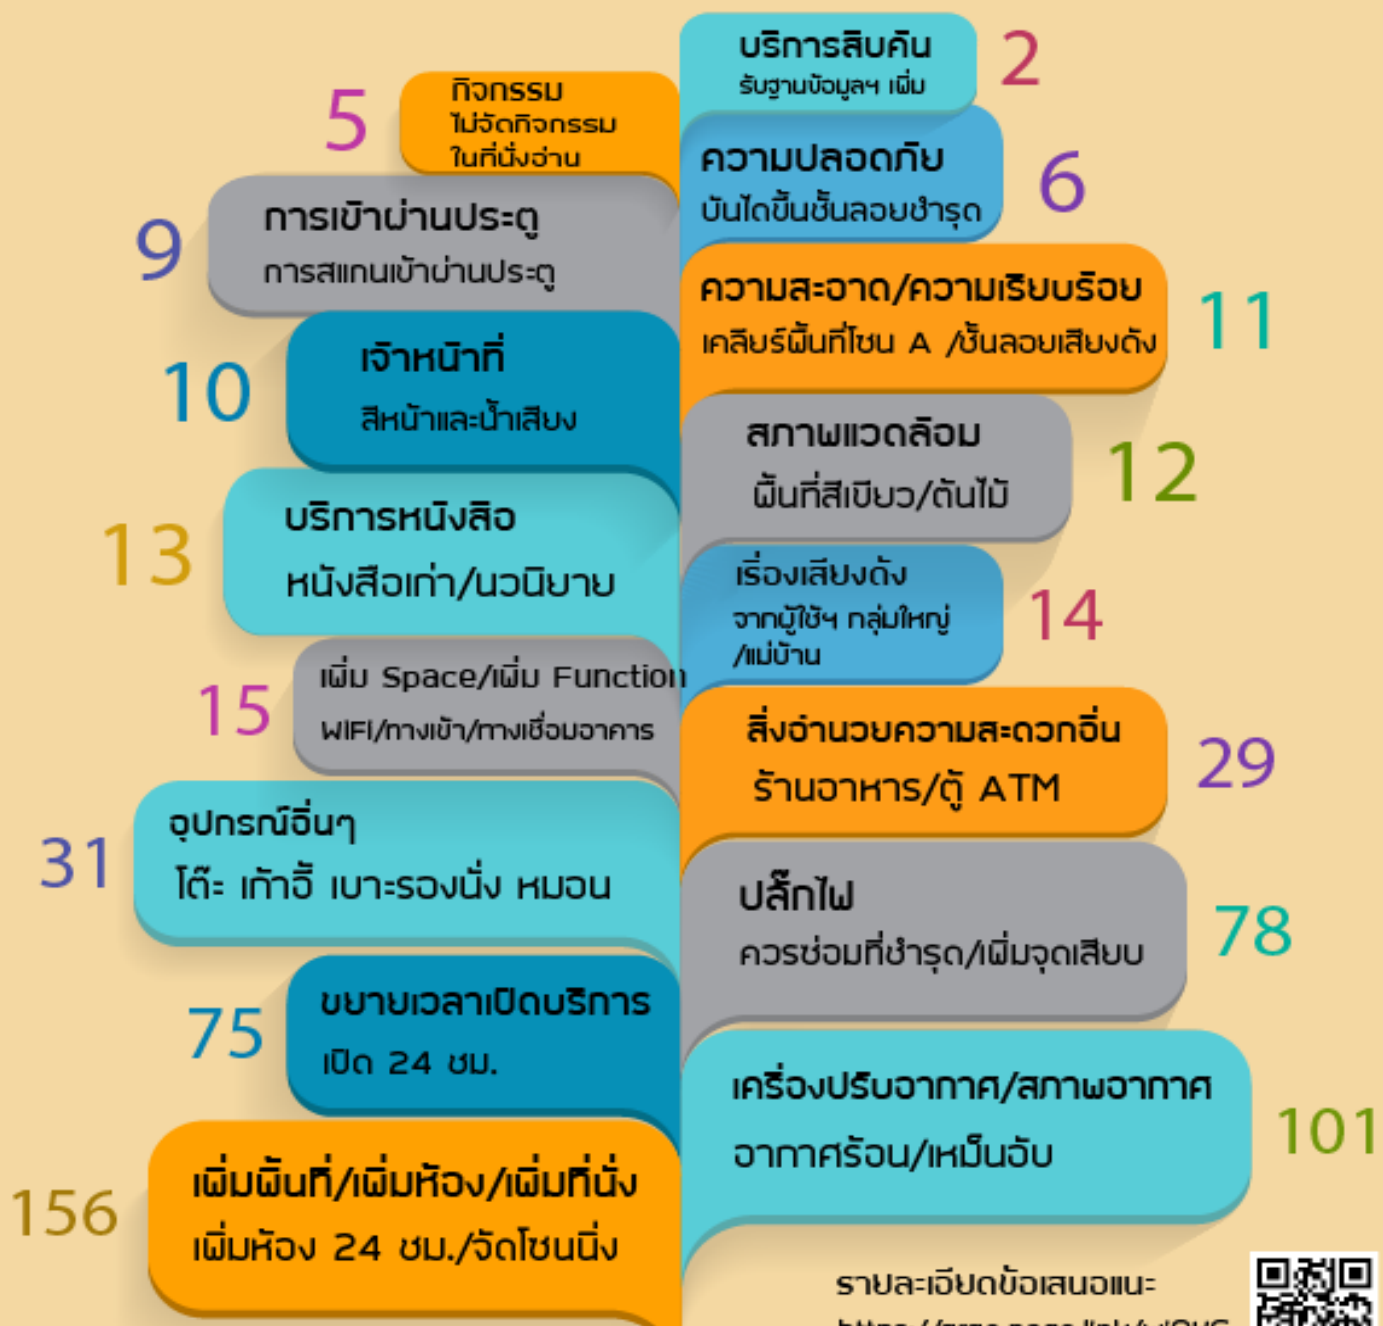 บริการสืบค้น
รับฐานข้อมูลฯ เพิ่ม
2
กิจกรรม
ไม่จัดกิจกรรม
ในที่นั่งอ่าน
5
ความปลอดภัย
บันไดขึ้นชั้นลอยชำรุด
6
การเข้าผ่านประตู
การสแกนเข้าผ่านประตู
9
ความสะอาด/ความเรียบร้อย
เคลียร์พื้นที่โซน A /ชั้นลอยเสียงดัง
11
เจ้าหน้าที่
สีหน้าและน้ำเสียง
10
สภาพแวดล้อม
พื้นที่สีเขียว/ต้นไม้
12
บริการหนังสือ
หนังสือเก่า/นวนิยาย
13
เรื่องเสียงดัง
จากผู้ใช้ฯ กลุ่มใหญ่
/แม่บ้าน
14
เพิ่ม Space/เพิ่ม Function
WiFi/ทางเข้า/ทางเชื่อมอาคาร
15
สิ่งอำนวยความสะดวกอื่น
ร้านอาหาร/ตู้ ATM
29
อุปกรณ์อื่นๆ
โต๊ะ เก้าอี้ เบาะรองนั่ง หมอน
31
ปลั๊กไฟ
ควรซ่อมที่ชำรุด/เพิ่มจุดเสียบ
78
ขยายเวลาเปิดบริการ
เปิด 24 ชม.
75
เครื่องปรับอากาศ/สภาพอากาศ
อากาศร้อน/เหม็นอับ
101
เพิ่มพื้นที่/เพิ่มห้อง/เพิ่มที่นั่ง
เพิ่มห้อง 24 ชม./จัดโซนนิ่ง
156
รายละเอียดข้อเสนอแนะ